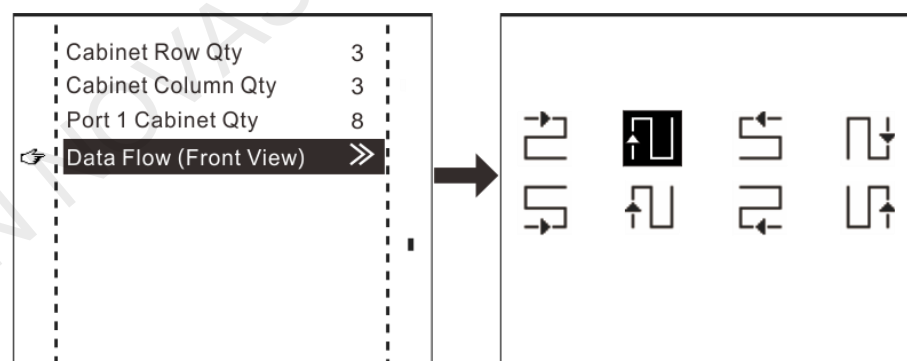 Cabinet Row Qty 3
Cabinet Column Qty 3
Port 1 Cabinet Qty 8
Data Flow (Front View)